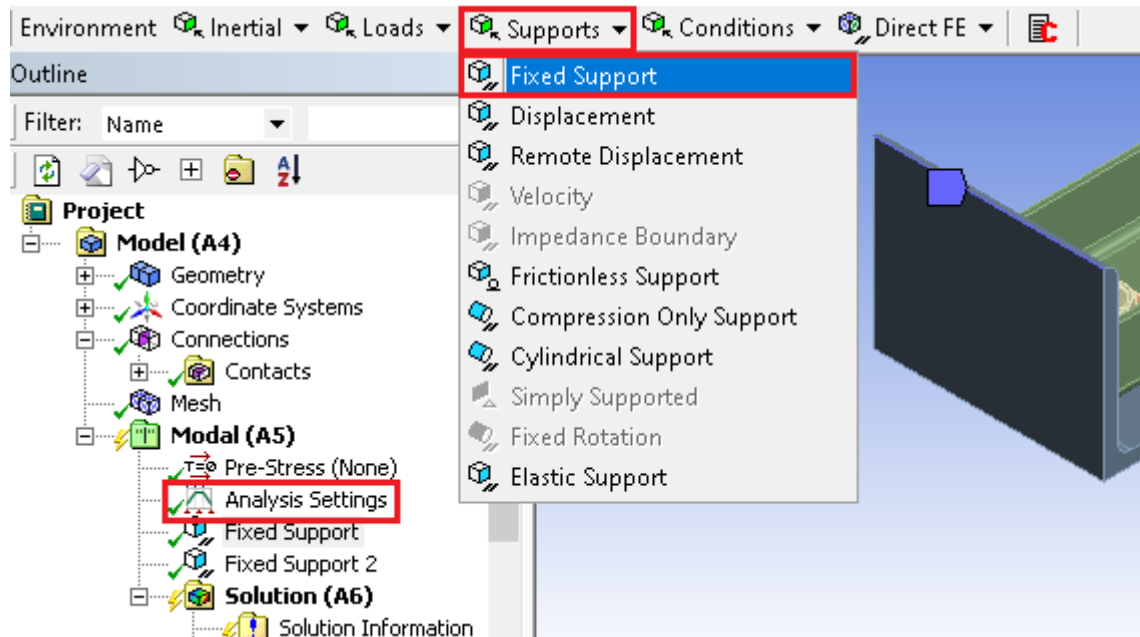 Environment Inertial Loads Supports Conditions Direct FE
Outline
Filter: Name
Project
Model (A4)
Geometry
Coordinate Systems
Connections
Contacts
Mesh
Modal (A5)
T=0 Pre-Stress (None)
Analysis Settings
Fixed Support
Fixed Support 2
Solution (A6)
Solution Information
Fixed Support
Displacement
Remote Displacement
Velocity
Impedance Boundary
Frictionless Support
Compression Only Support
Cylindrical Support
Simply Supported
Fixed Rotation
Elastic Support